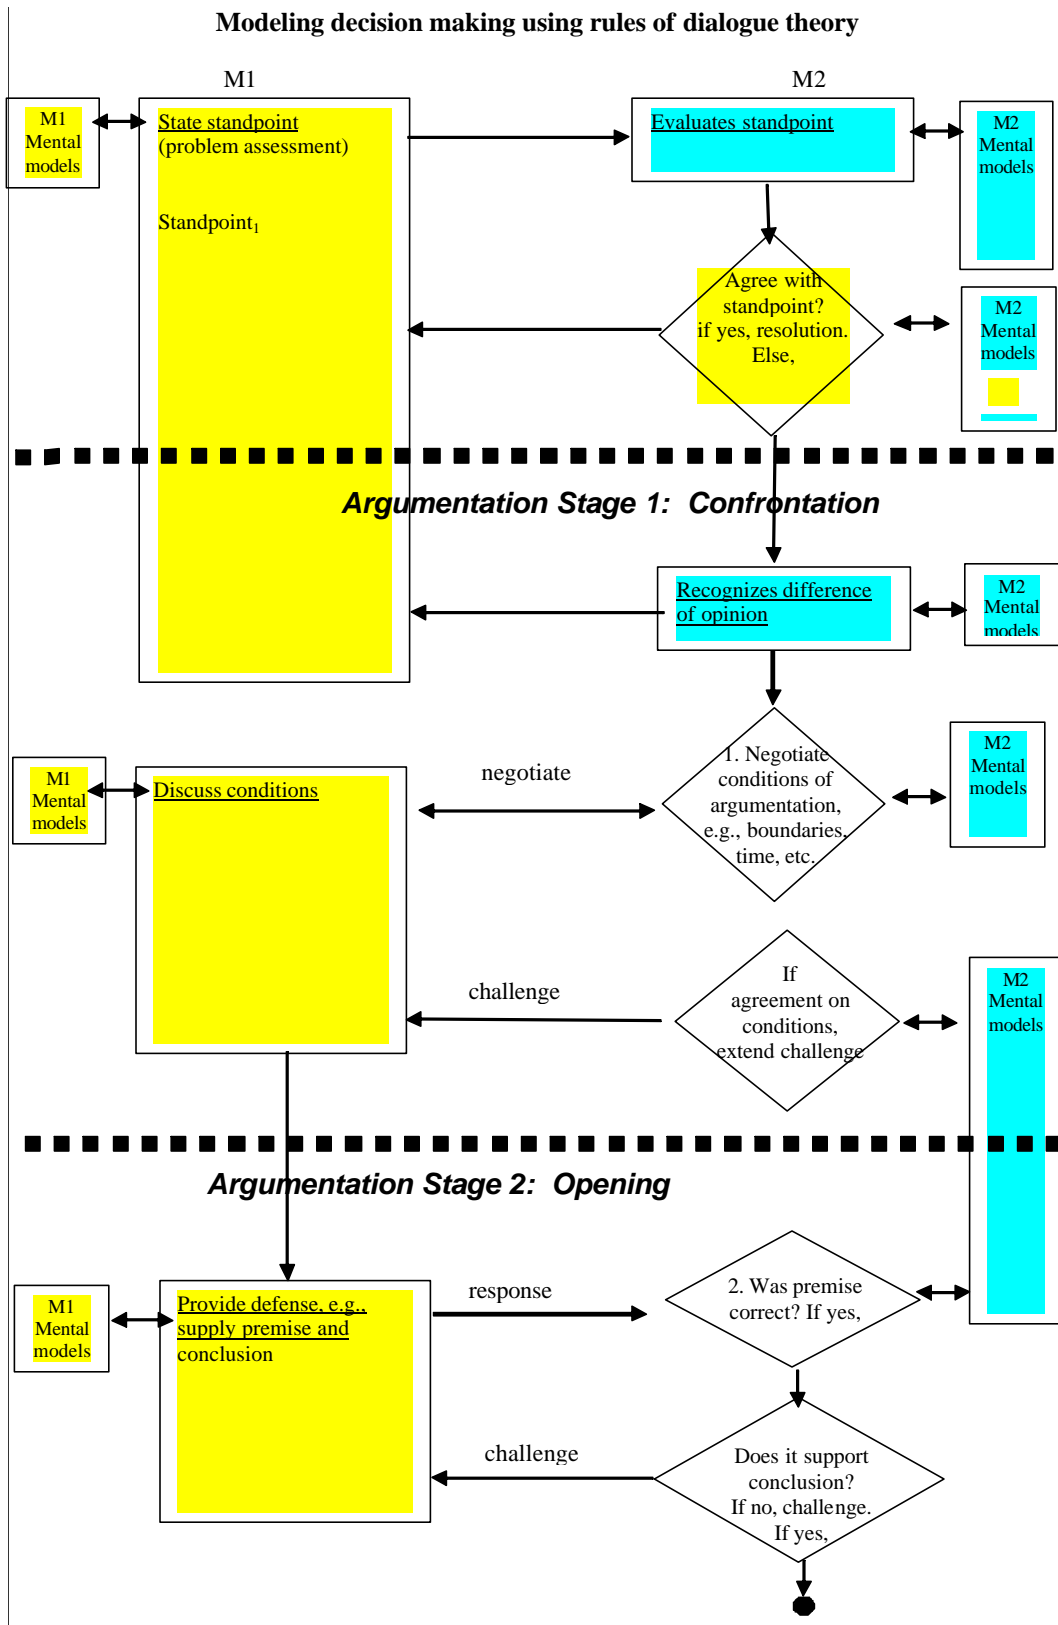 Modeling decision making using rules of dialogue theory
M1
M2
M1
Mental
models
State standpoint
(problem assessment)
Standpoint1
Evaluates standpoint
M2
Mental
models
Agree with
standpoint?
if yes, resolution.
Else,
M2
Mental
models
Argumentation Stage 1: Confrontation
Recognizes difference
of opinion
M2
Mental
models
M1
Mental
models
Discuss conditions
negotiate
1. Negotiate
conditions of
argumentation,
e.g., boundaries,
time, etc.
M2
Mental
models
challenge
If
agreement on
conditions,
extend challenge
M2
Mental
models
Argumentation Stage 2: Opening
M1
Mental
models
Provide defense, e.g.,
supply premise and
conclusion
response
2. Was premise
correct? If yes,
challenge
Does it support
conclusion?
If no, challenge.
If yes,